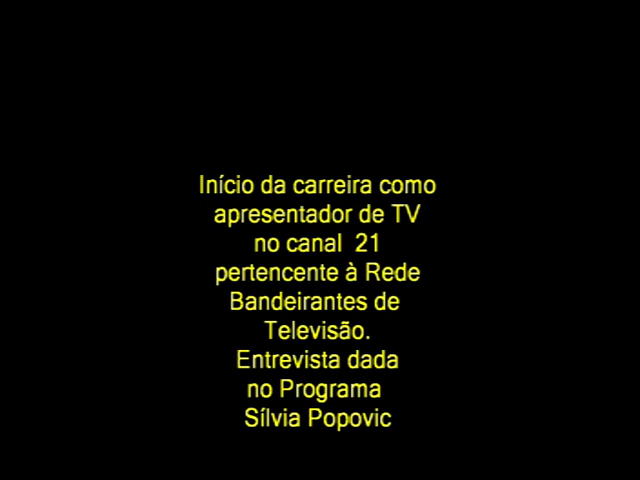 Início da carreira como
apresentador de TV
no canal  21
pertencente à Rede
Bandeirantes de
Televisão.
Entrevista dada
no Programa
Sílvia Popovic